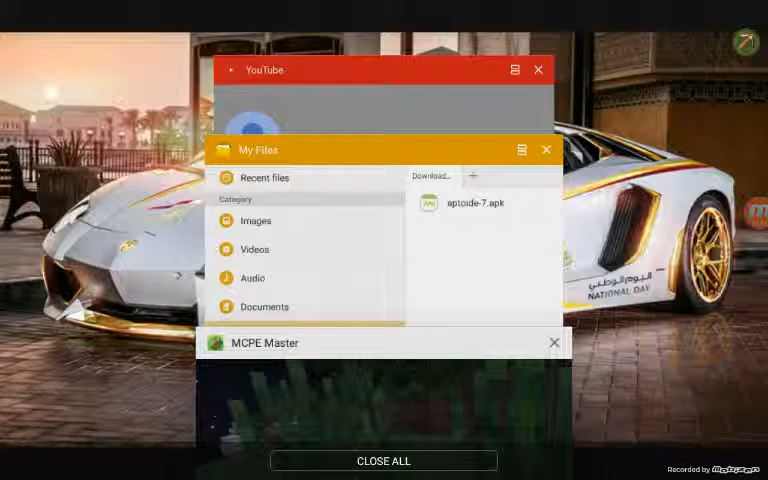 YouTube
My Files
Recent files
Download...
Category
aptoide-7.apk
Images
Videos
Audio
Documents
اليوم الوطني
NATIONAL DAY
MCPE Master
CLOSE ALL
Recorded by Mobizen